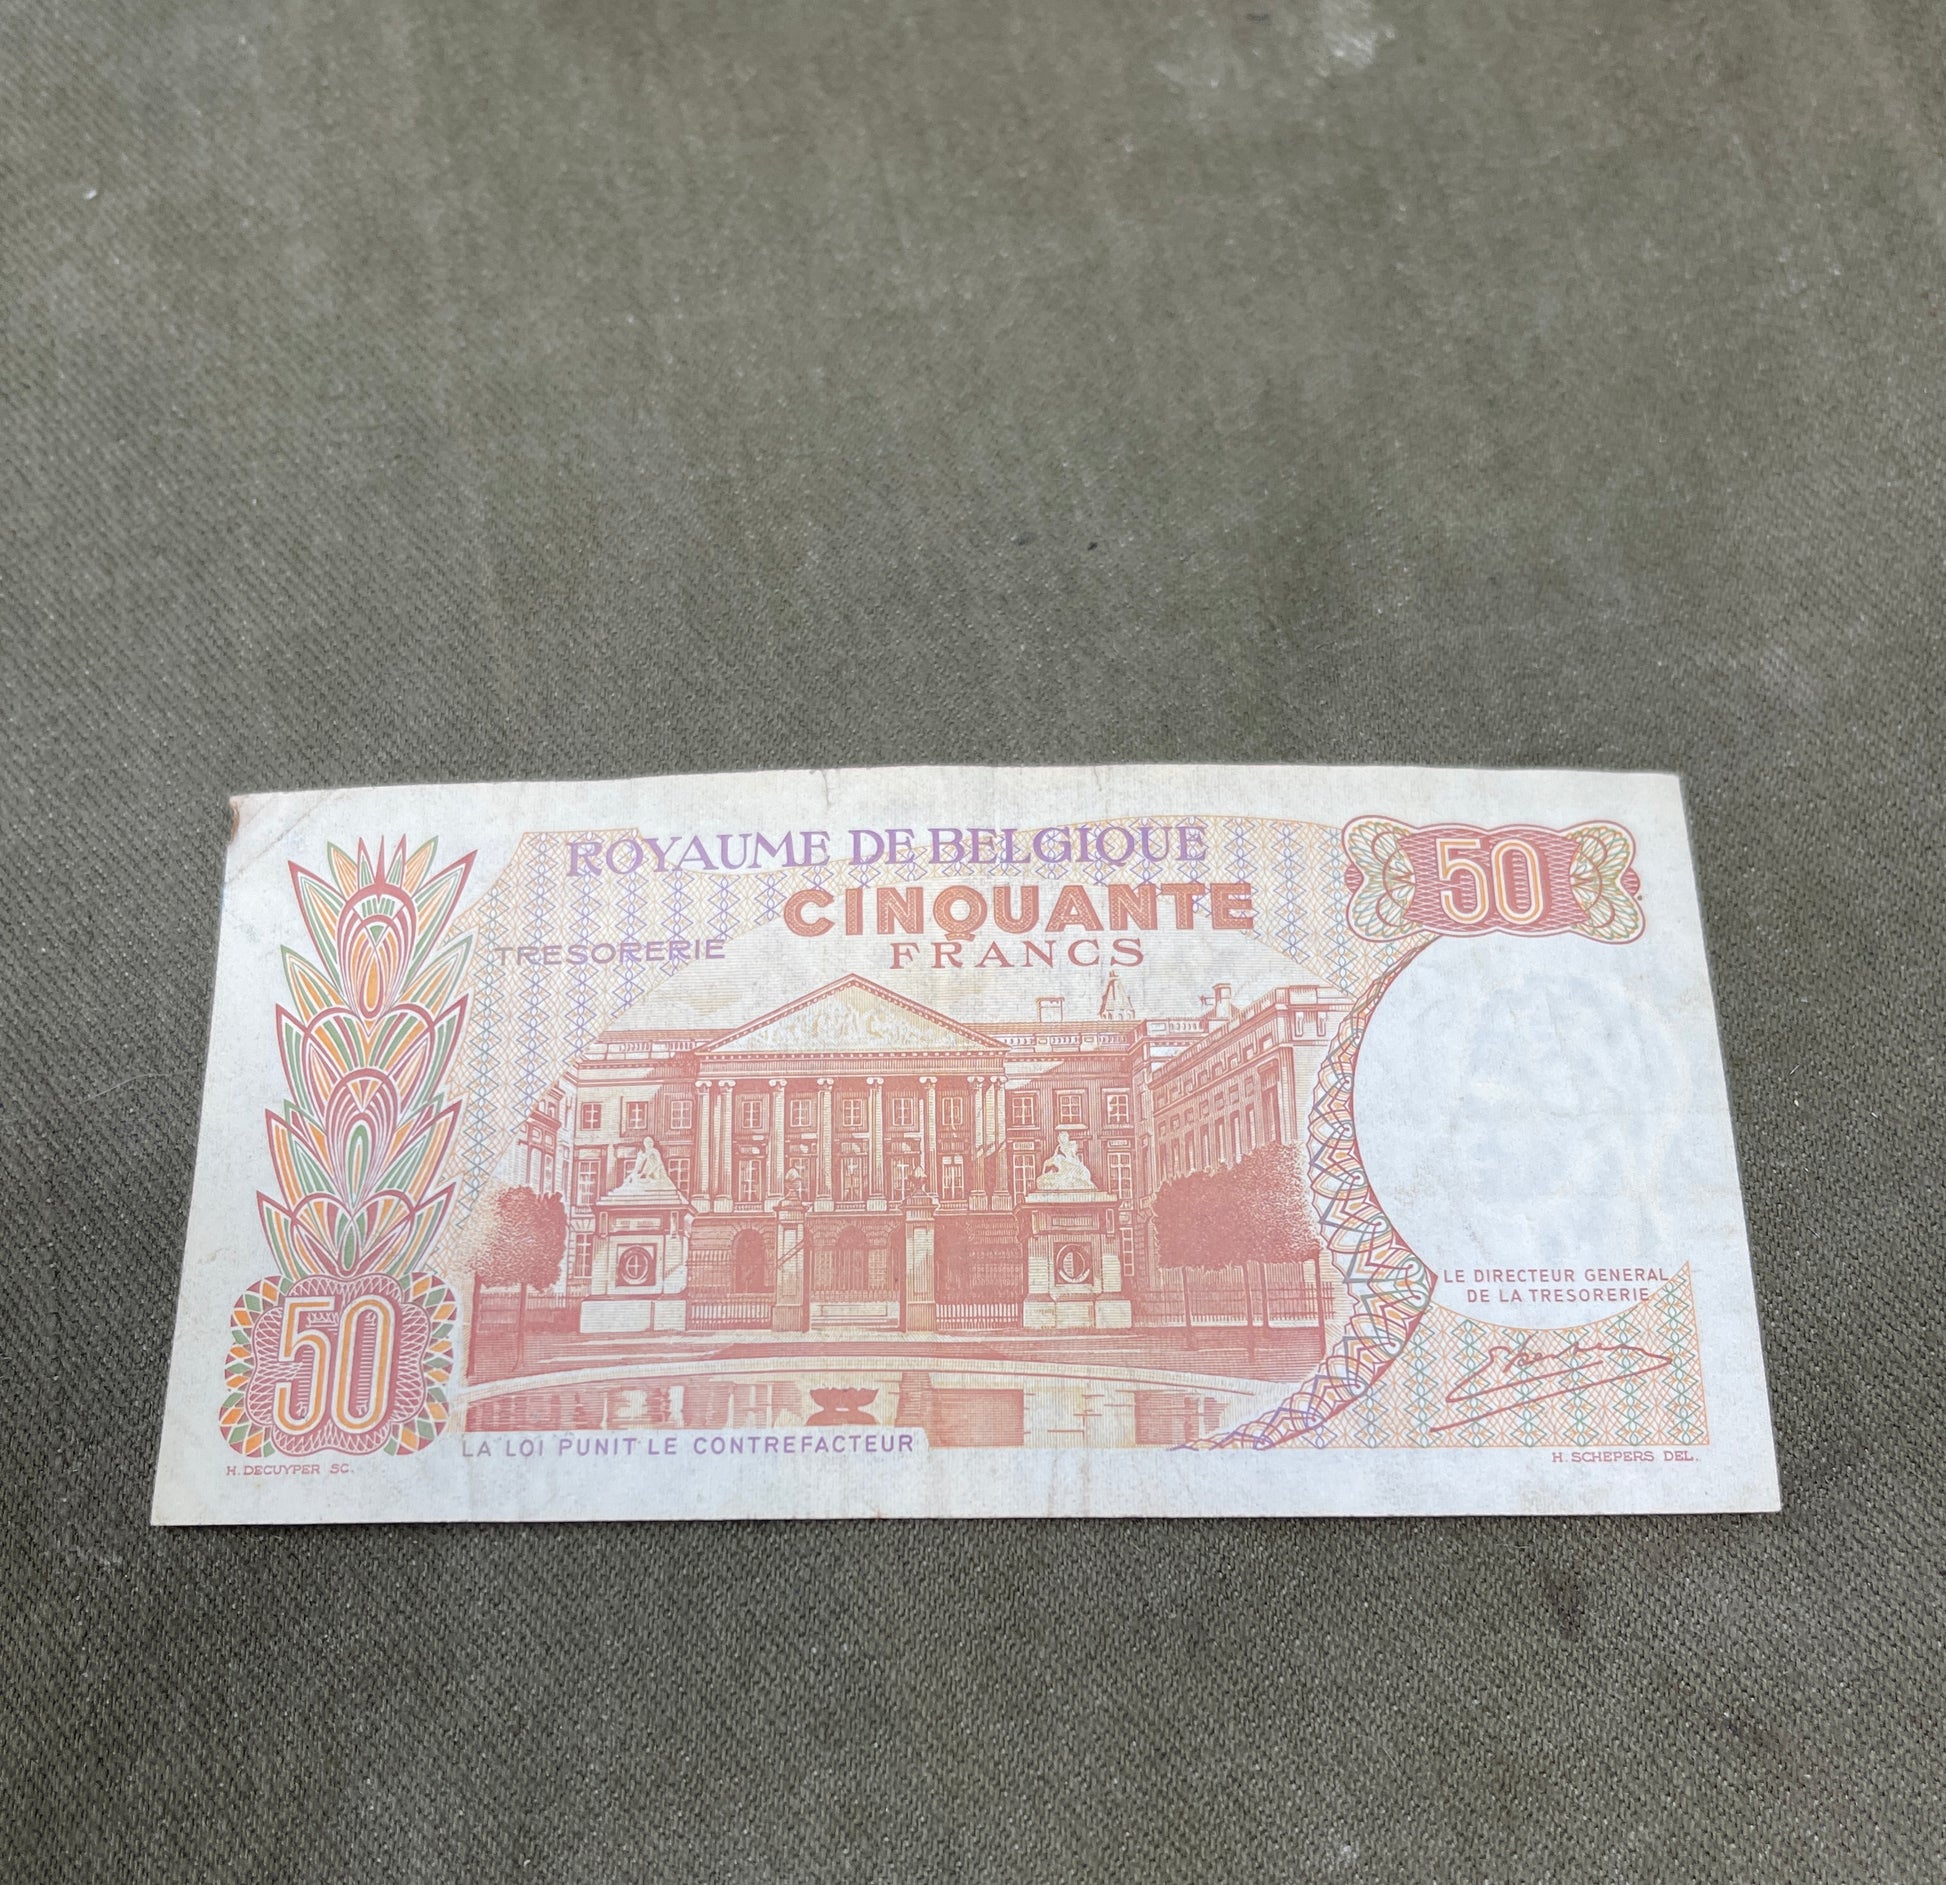 ROYAUME DE BELGIQUE
50
CINQUANTE
TRESORERIE
FRANCS
LE DIRECTEUR GENERAL
DE LA TRESORERIE
50
LA LOI PUNIT LE CONTREFACTEUR
H. DECUYPER SC.
H. SCHEPERS DEL.